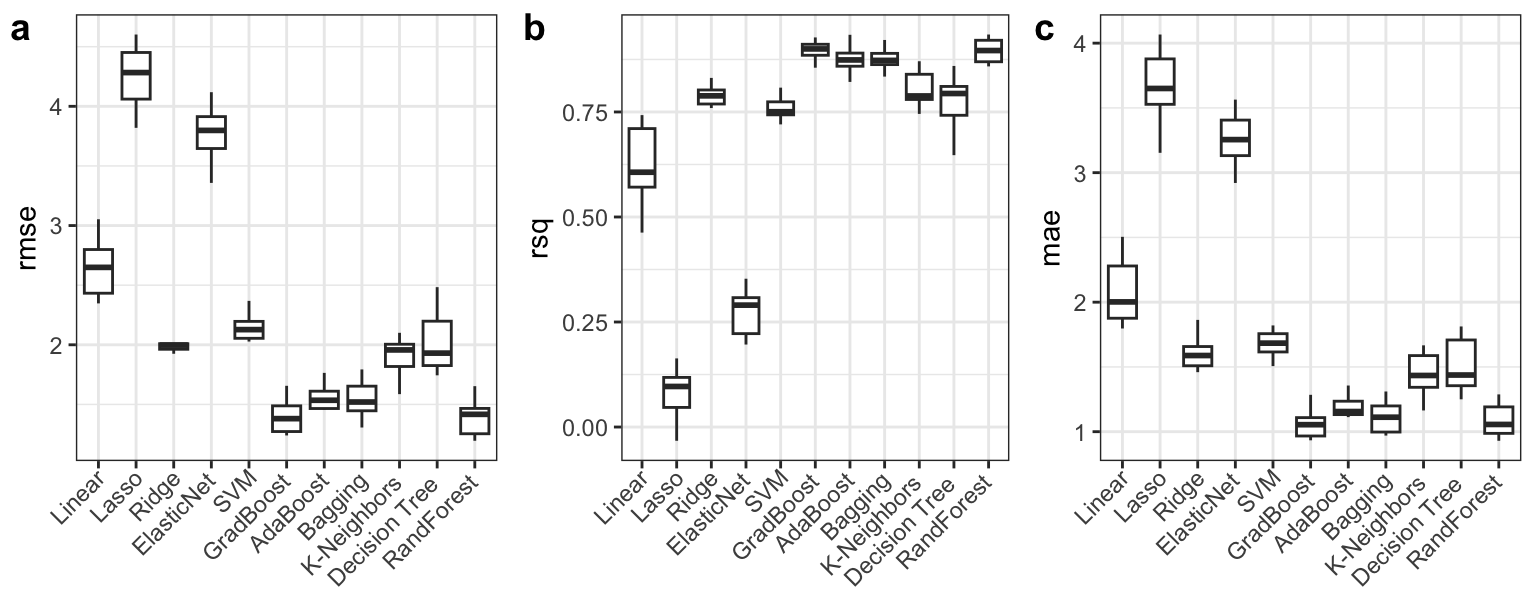 a
rmse
4
3
2
Linear
Lasso
Ridge
ElasticNet
SVM
GradBoost
AdaBoost
Bagging
K-Neighbors
Decision Tree
RandForest
b
rsq
0.75
0.50
0.25
0.00
Linear
Lasso
Ridge
ElasticNet
SVM
GradBoost
AdaBoost
Bagging
K-Neighbors
Decision Tree
RandForest
c
mae
4
3
2
1
Linear
Lasso
Ridge
ElasticNet
SVM
GradBoost
AdaBoost
Bagging
K-Neighbors
Decision Tree
RandForest